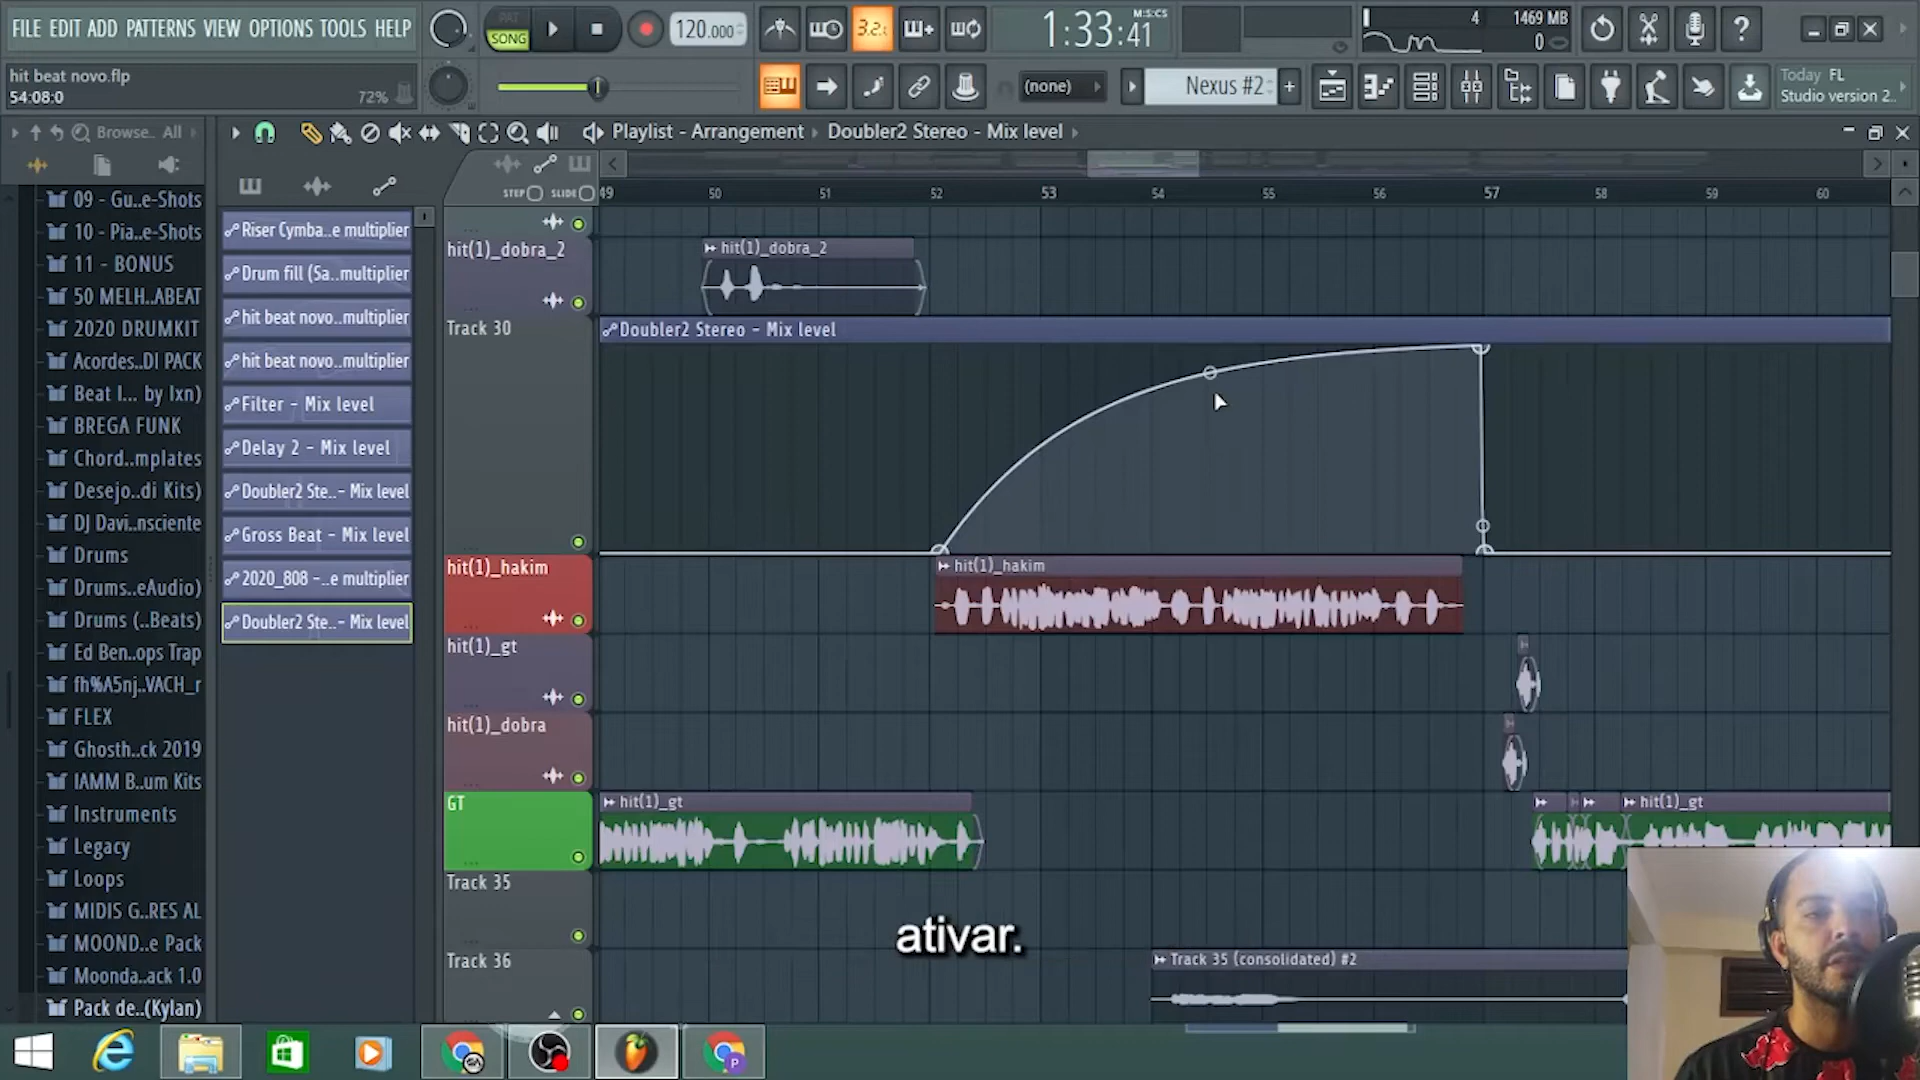 FILE EDIT ADD PATTERNS VIEW OPTIONS TOOLS HELP
PAT
SONG
120.000
3.2.
1:33:41
M:S:CS
4
1469 MB
0
hit beat novo.flp
54:08:0
72%
(none)
Nexus #2
Today FL
Studio version 2..
Browse.. All
Playlist - Arrangement
Doubler2 Stereo - Mix level
STEP
SLIDE
49 50 51 52 53 54 55 56 57 58 59 60
09 - Gu..e-Shots
10 - Pia..e-Shots
11 - BONUS
50 MELH..ABEAT
2020 DRUMKIT
Acordes..DI PACK
Beat I... by Ixn)
BREGA FUNK
Chord..mplates
Desejo..di Kits)
DJ Davi..nsciente
Drums
Drums..eAudio)
Drums (..Beats)
Ed Ben..ops Trap
fh%A5nj..VACH_r
FLEX
Ghosth..ck 2019
IAMM B..um Kits
Instruments
Legacy
Loops
MIDIS G..RES AL
MOOND..e Pack
Moonda..ack 1.0
Pack de..(Kylan)
Riser Cymba..e multiplier
Drum fill (Sa..multiplier
hit beat novo..multiplier
hit beat novo..multiplier
Filter - Mix level
Delay 2 - Mix level
Doubler2 Ste..- Mix level
Gross Beat - Mix level
2020_808 -..e multiplier
Doubler2 Ste..- Mix level
hit(1)_dobra_2
hit(1)_dobra_2
Track 30
Doubler2 Stereo - Mix level
hit(1)_hakim
hit(1)_hakim
hit(1)_gt
hit(1)_dobra
GT
hit(1)_gt
hit(1)_gt
Track 35
Track 36
Track 35 (consolidated) #2
ativar.